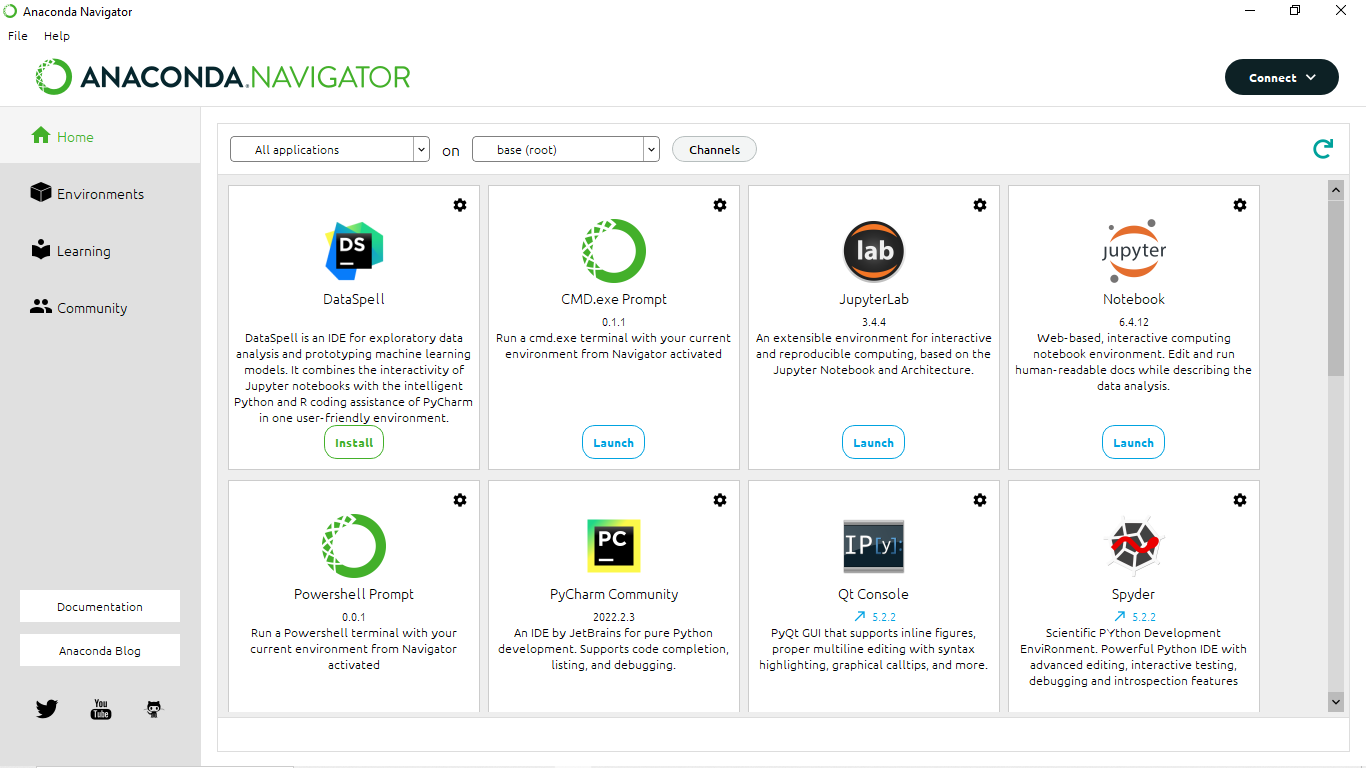 Anaconda Navigator
File Help
ANACONDA.NAVIGATOR
Connect
Home
Environments
Learning
Community
Documentation
Anaconda Blog
You
Tube
All applications on base (root) Channels
DS
DataSpell
DataSpell is an IDE for exploratory data
analysis and prototyping machine learning
models. It combines the interactivity of
Jupyter notebooks with the intelligent
Python and R coding assistance of PyCharm
in one user-friendly environment.
Install
CMD.exe Prompt
0.1.1
Run a cmd.exe terminal with your current
environment from Navigator activated
Launch
lab
JupyterLab
3.4.4
An extensible environment for interactive
and reproducible computing, based on the
Jupyter Notebook and Architecture.
Launch
jupyter
Notebook
6.4.12
Web-based, interactive computing
notebook environment. Edit and run
human-readable docs while describing the
data analysis.
Launch
Powershell Prompt
0.0.1
Run a Powershell terminal with your
current environment from Navigator
activated
PC
PyCharm Community
2022.2.3
An IDE by JetBrains for pure Python
development. Supports code completion,
listing, and debugging.
IP[y]:
Qt Console
5.2.2
PyQt GUI that supports inline figures,
proper multiline editing with syntax
highlighting, graphical calltips, and more.
Spyder
5.2.2
Scientific PYthon Development
EnviRonment. Powerful Python IDE with
advanced editing, interactive testing,
debugging and introspection features